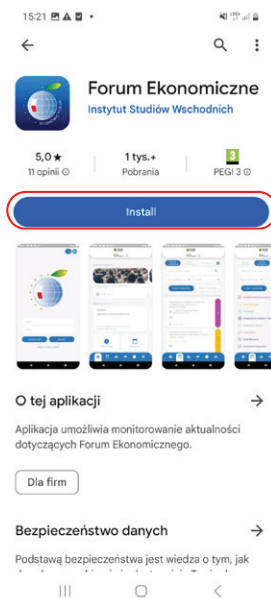 15:21
Forum Ekonomiczne
Instytut Studiów Wschodnich
5,0★
11 opinii
1 tys.+
Pobrania
3
PEGI 3
Install
O tej aplikacji
Aplikacja umożliwia monitorowanie aktualności
dotyczących Forum Ekonomicznego.
Dla firm
Bezpieczeństwo danych
Podstawą bezpieczeństwa jest wiedza o tym, jak